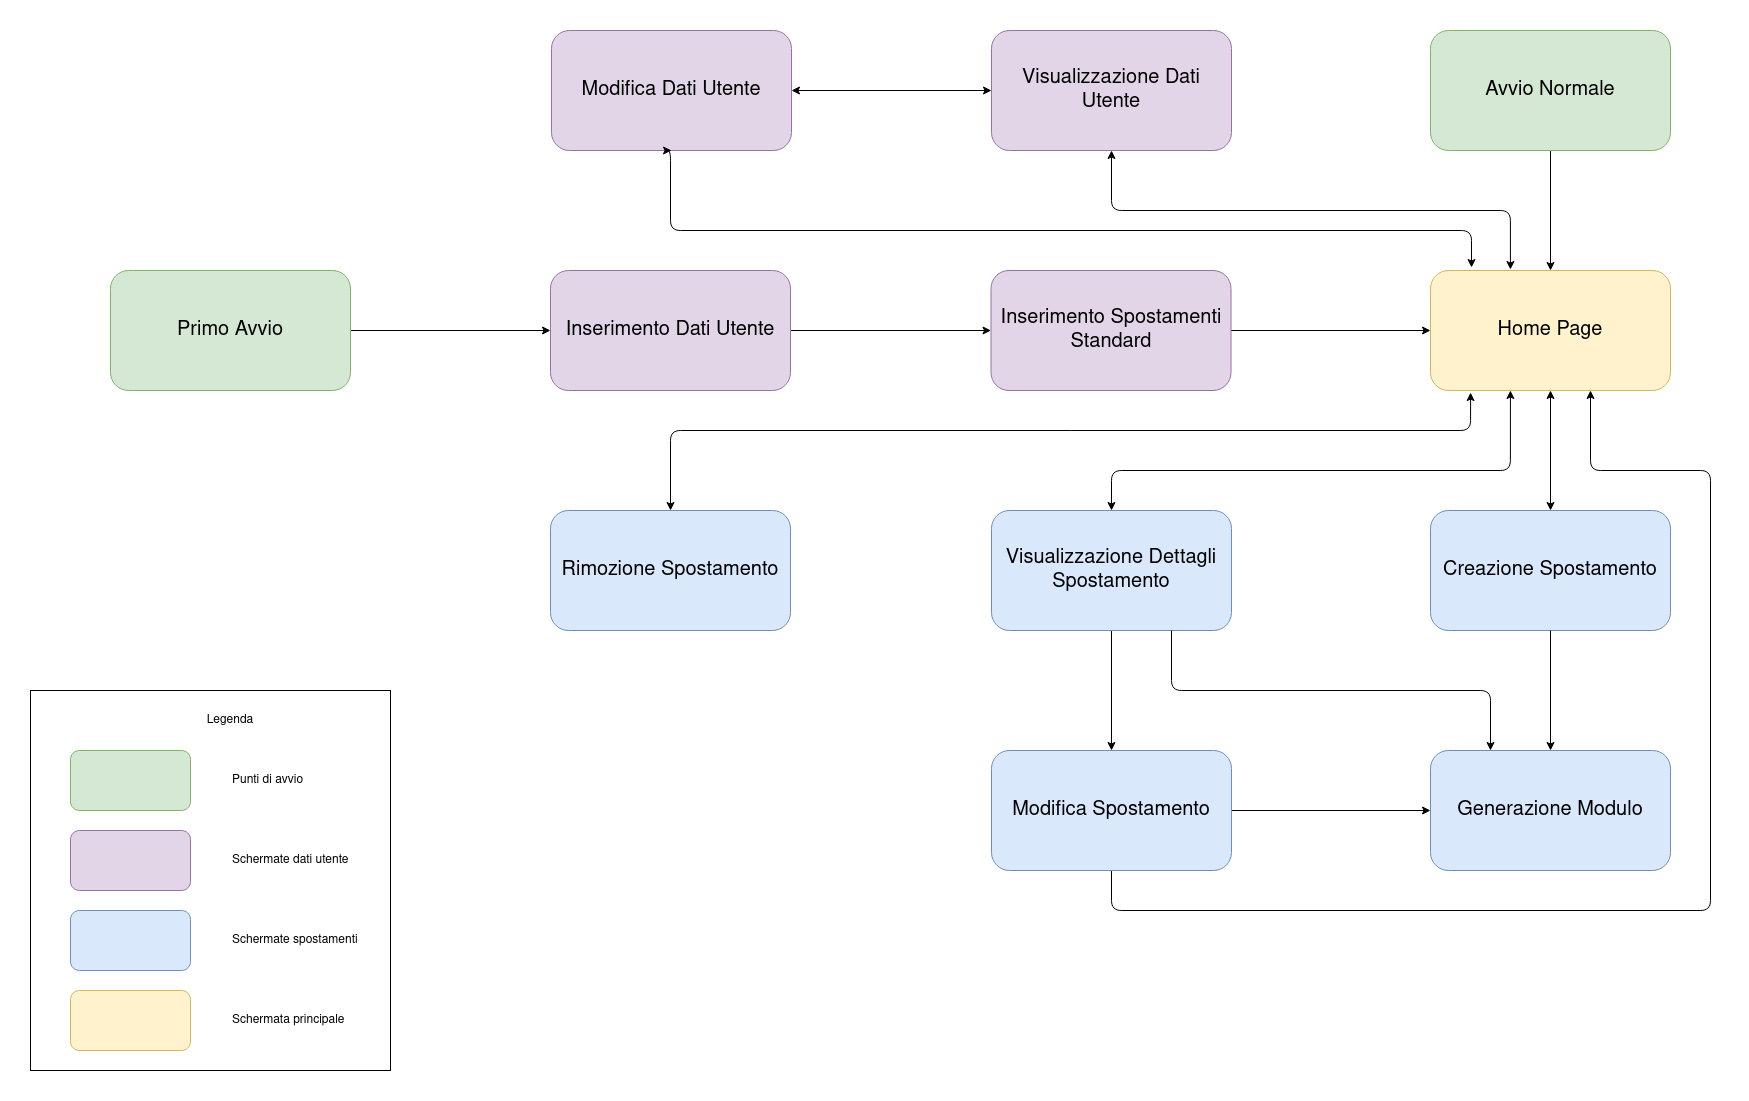 Modifica Dati Utente
Visualizzazione Dati
Utente
Avvio Normale
Primo Avvio
Inserimento Dati Utente
Inserimento Spostamenti
Standard
Home Page
Rimozione Spostamento
Visualizzazione Dettagli
Spostamento
Creazione Spostamento
Modifica Spostamento
Generazione Modulo
Legenda
Punti di avvio
Schermate dati utente
Schermate spostamenti
Schermata principale